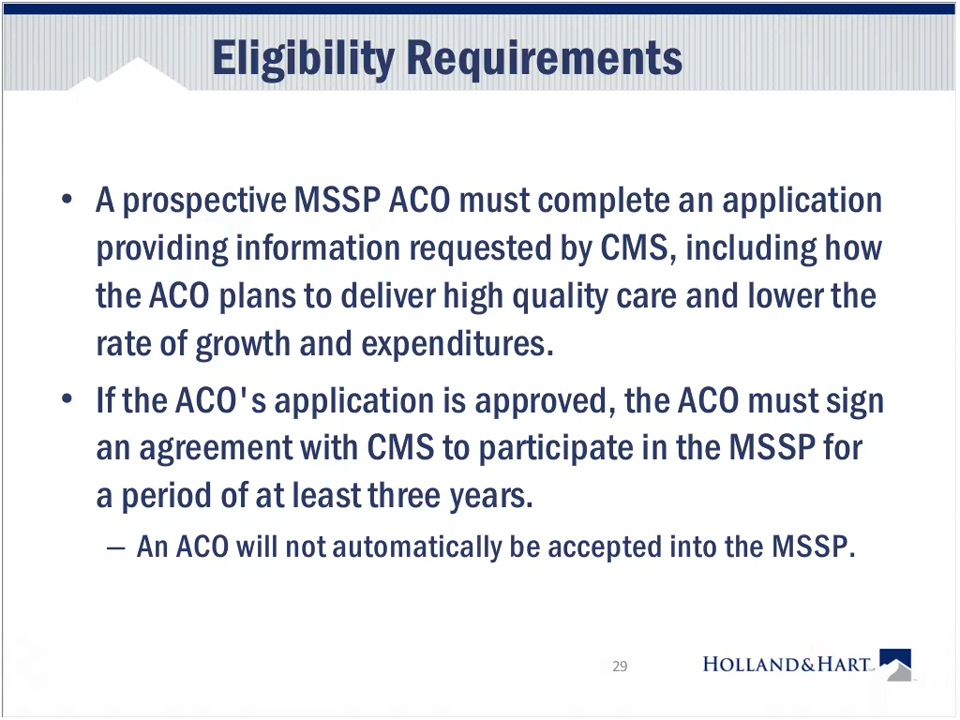 Eligibility Requirements
• A prospective MSSP ACO must complete an application
providing information requested by CMS, including how
the ACO plans to deliver high quality care and lower the
rate of growth and expenditures.
• If the ACO's application is approved, the ACO must sign
an agreement with CMS to participate in the MSSP for
a period of at least three years.
– An ACO will not automatically be accepted into the MSSP.
29
HOLLAND&HART